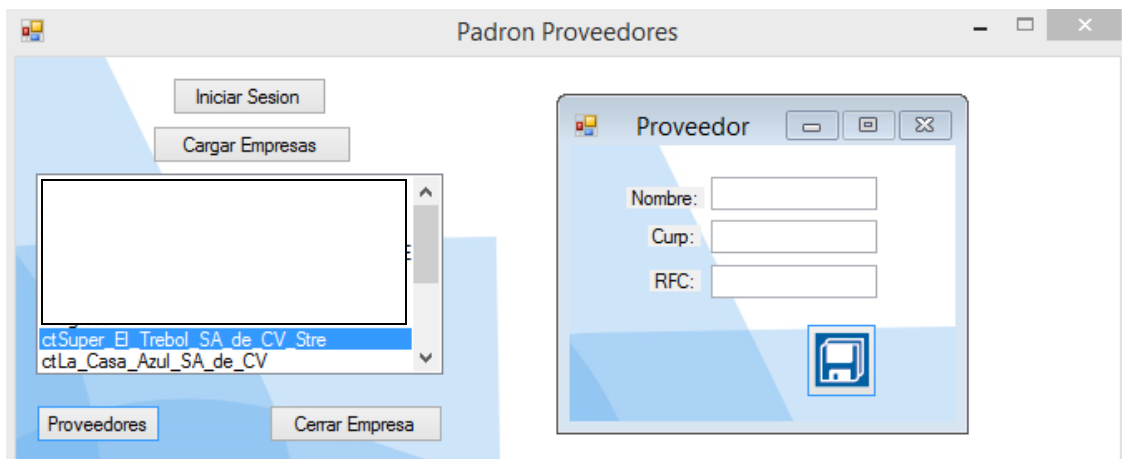 Padron Proveedores
Iniciar Sesion
Cargar Empresas
ctSuper_El_Trebol_SA_de_CV_Stre
ctLa_Casa_Azul_SA_de_CV
Proveedores
Cerrar Empresa
Proveedor
Nombre:
Curp:
RFC: